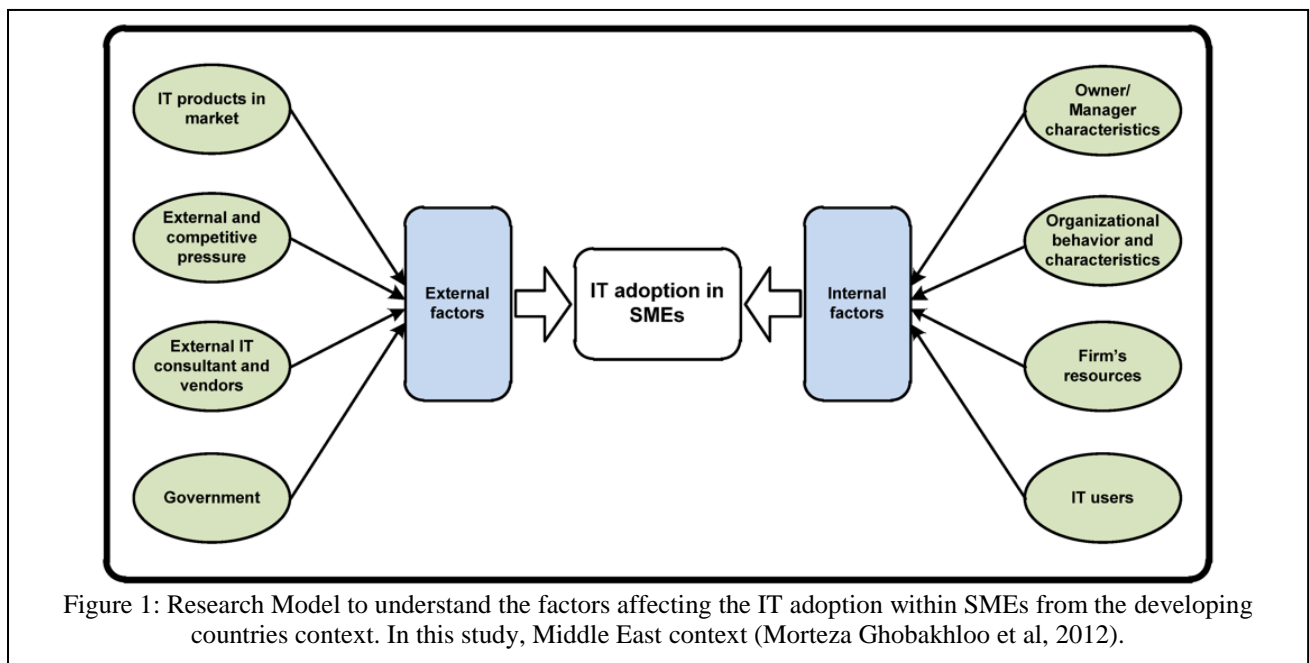 IT products in
market
External and
competitive
pressure
External IT
consultant and
vendors
Government
External
factors
IT adoption in
SMEs
Internal
factors
Owner/
Manager
characteristics
Organizational
behavior and
characteristics
Firm's
resources
IT users
Figure 1: Research Model to understand the factors affecting the IT adoption within SMEs from the developing
countries context. In this study, Middle East context (Morteza Ghobakhloo et al, 2012).